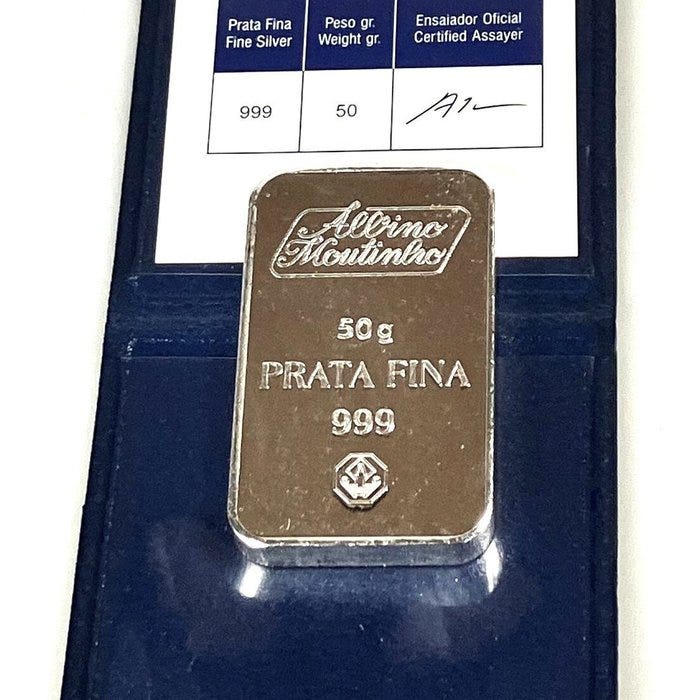 Prata Fina Peso gr. Ensaiador Oficial
Fine Silver Weight gr. Certified Assayer
999 50
Albino
Moutinho
50g
PRATA FINA
999